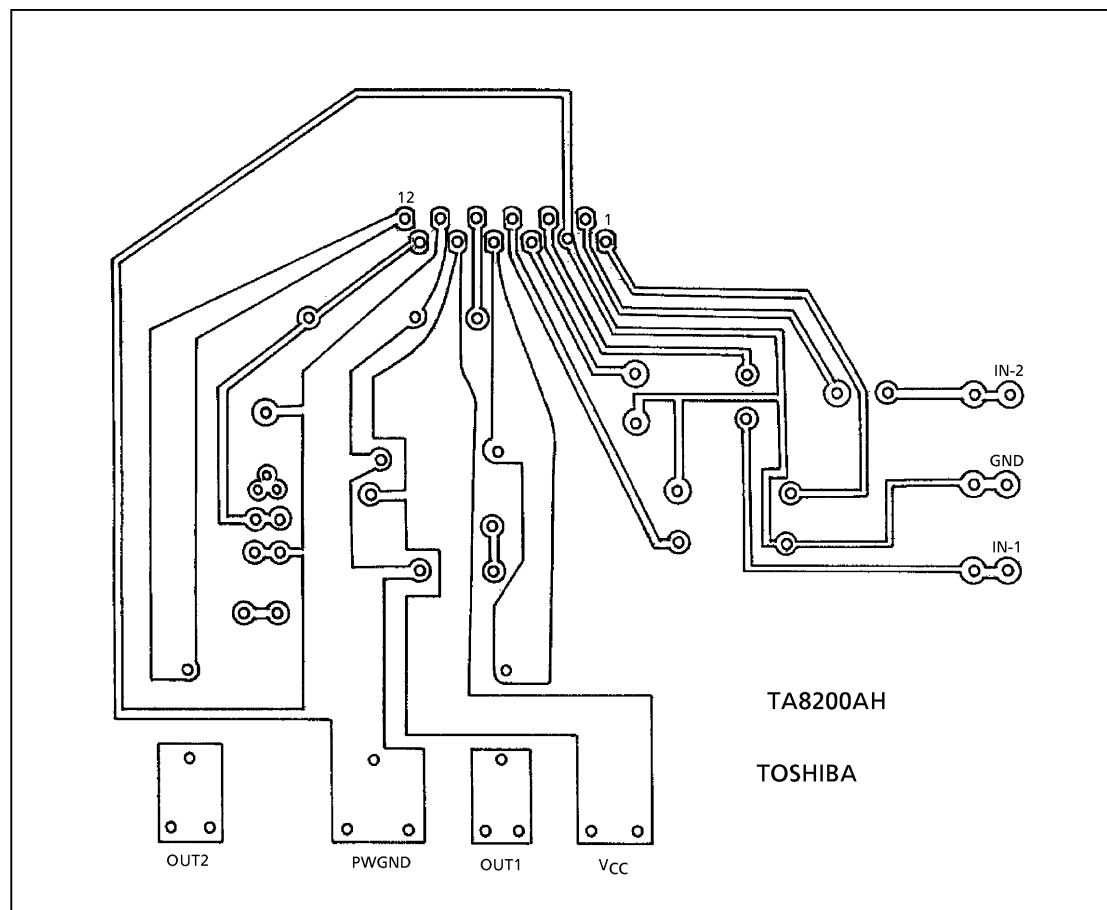 12
1
IN-2
GND
IN-1
TA8200AH
TOSHIBA
OUT2
PWGND
OUT1
VCC